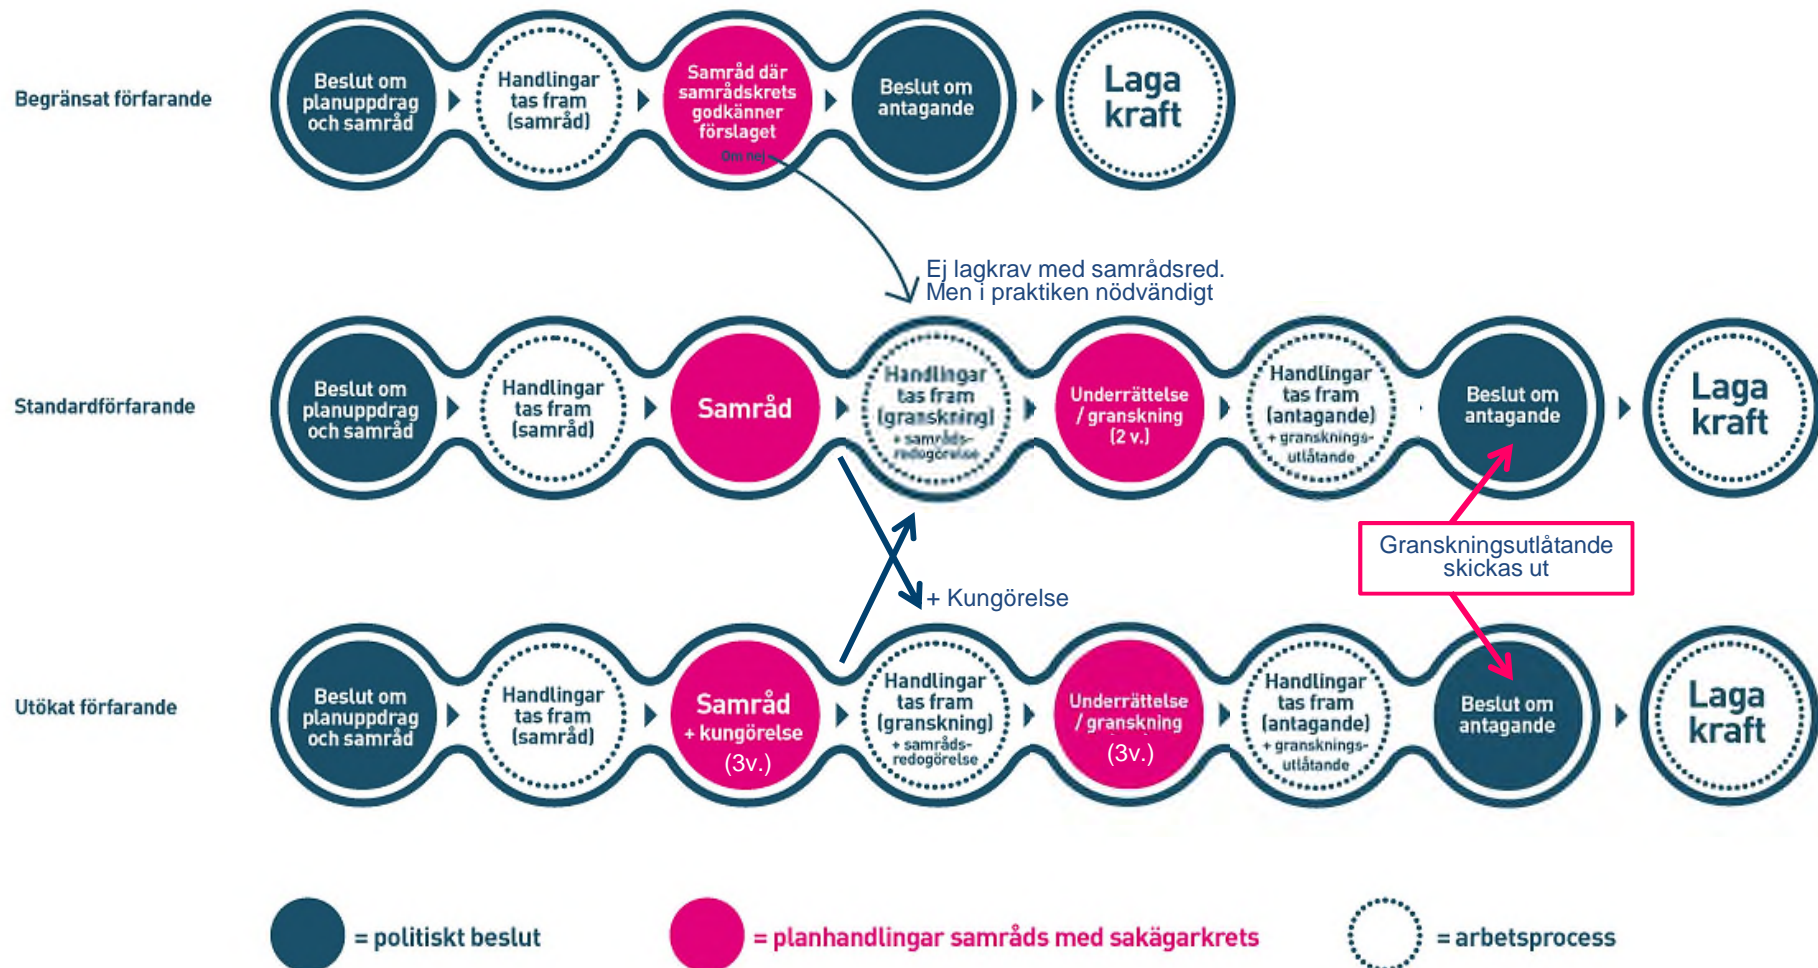 Begränsat förfarande
Beslut om
planuppdrag
och samråd
Handlingar
tas fram
(samråd)
Samråd där
samrådskrets
godkänner
förslaget
Om nej
Beslut om
antagande
Laga
kraft
Ej lagkrav med samrådsred.
Men i praktiken nödvändigt
Standardförfarande
Beslut om
planuppdrag
och samråd
Handlingar
tas fram
(samråd)
Samråd
Handlingar
tas fram
(granskning)
+ samråds-
redogörelse
Underrättelse
/ granskning
(2 v.)
Handlingar
tas fram
(antagande)
+ gransknings-
utlåtande
Beslut om
antagande
Laga
kraft
Granskningsutlåtande
skickas ut
+ Kungörelse
Utökat förfarande
Beslut om
planuppdrag
och samråd
Handlingar
tas fram
(samråd)
Samråd
+ kungörelse
(3v.)
Handlingar
tas fram
(granskning)
+ samråds-
redogörelse
Underrättelse
/ granskning
(3v.)
Handlingar
tas fram
(antagande)
+ gransknings-
utlåtande
Beslut om
antagande
Laga
kraft
= politiskt beslut
= planhandlingar samråds med sakägarkrets
= arbetsprocess